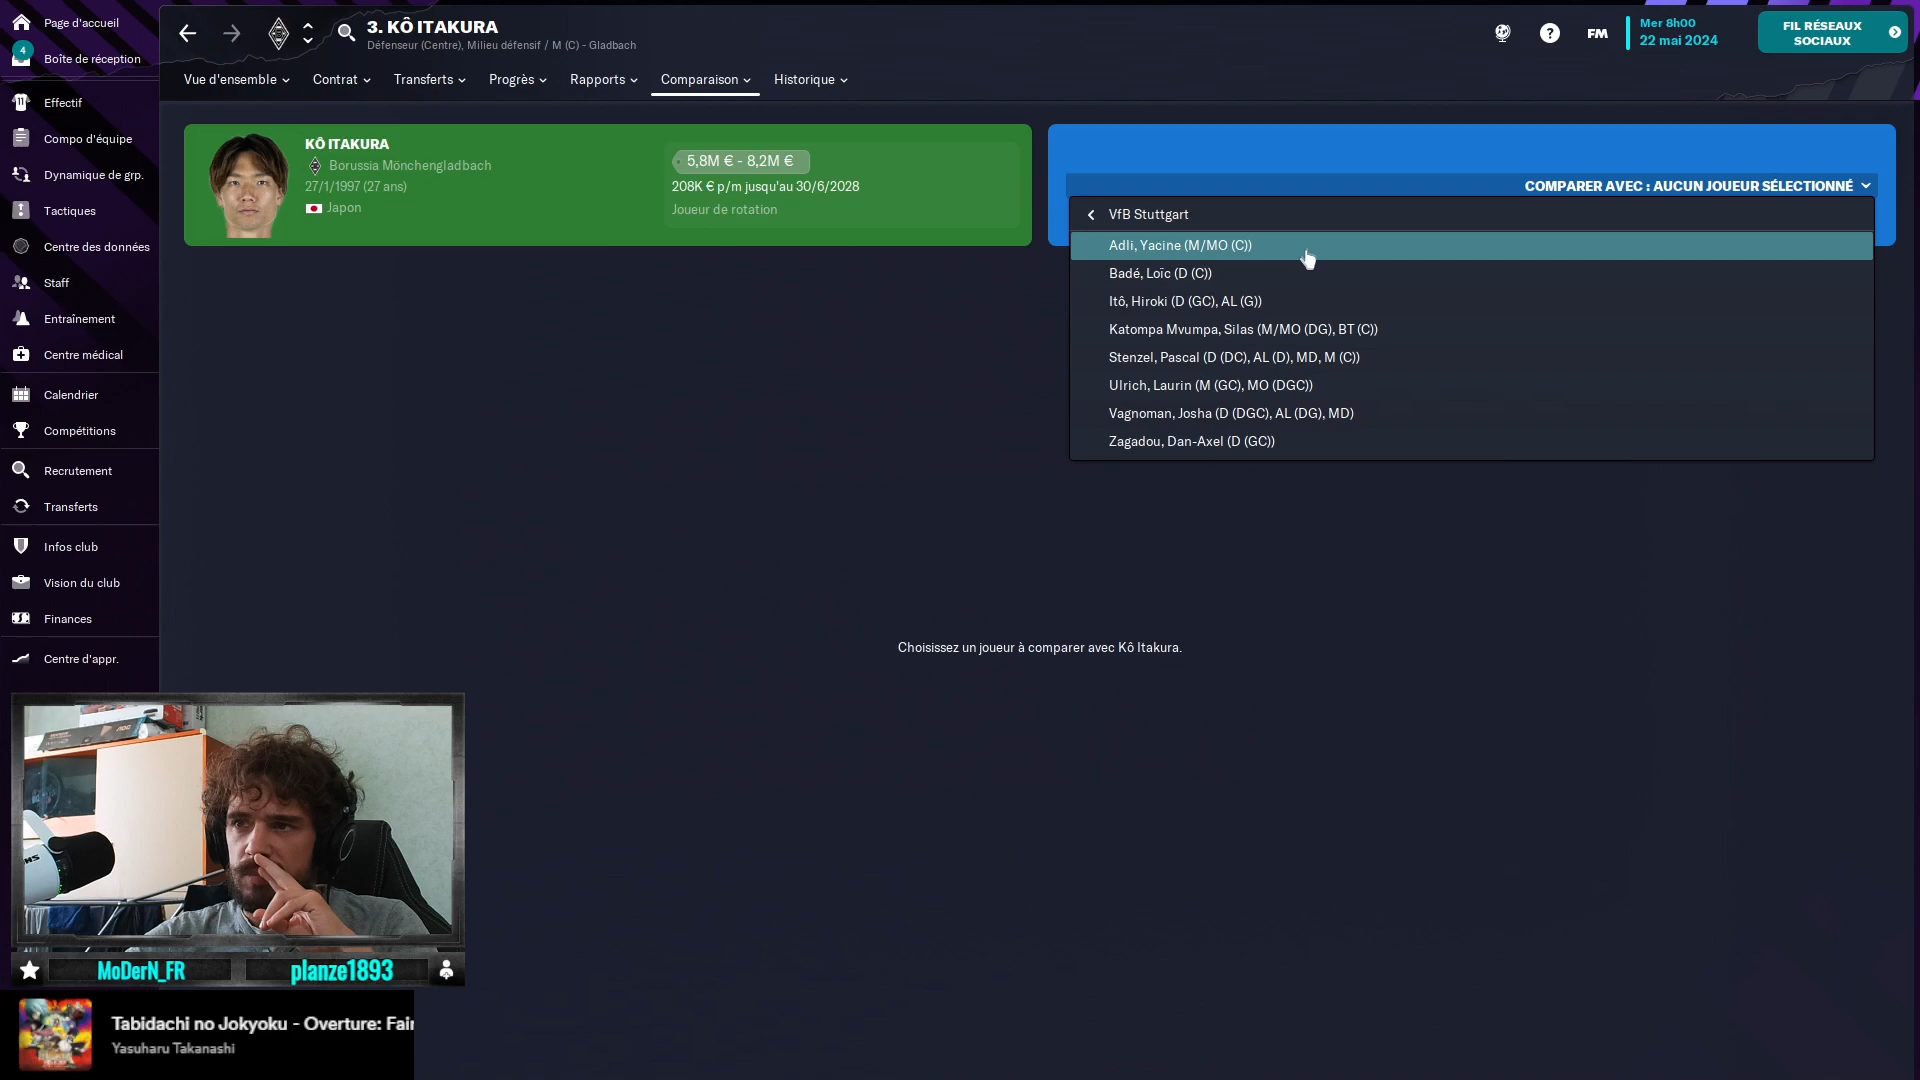 Page d'accueil
4
Boîte de réception
Effectif
Compo d'équipe
Dynamique de grp.
Tactiques
Centre des données
Staff
Entraînement
Centre médical
Calendrier
Compétitions
Recrutement
Transferts
Infos club
Vision du club
Finances
Centre d'appr.
3. KÔ ITAKURA
Défenseur (Centre), Milieu défensif / M (C) - Gladbach
FM
Mer 8h00
22 mai 2024
FIL RÉSEAUX
SOCIAUX
Vue d'ensemble
Contrat
Transferts
Progrès
Rapports
Comparaison
Historique
KÔ ITAKURA
Borussia Mönchengladbach
27/1/1997 (27 ans)
Japon
5,8M € - 8,2M €
208K € p/m jusqu'au 30/6/2028
Joueur de rotation
COMPARER AVEC : AUCUN JOUEUR SÉLECTIONNÉ
VfB Stuttgart
Adli, Yacine (M/MO (C))
Badé, Loïc (D (C))
Itô, Hiroki (D (GC), AL (G))
Katompa Mvumpa, Silas (M/MO (DG), BT (C))
Stenzel, Pascal (D (DC), AL (D), MD, M (C))
Ulrich, Laurin (M (GC), MO (DGC))
Vagnoman, Josha (D (DGC), AL (DG), MD)
Zagadou, Dan-Axel (D (GC))
Choisissez un joueur à comparer avec Kô Itakura.
MoDerN_FR
planze1893
Tabidachi no Jokyoku - Overture: Fair
Yasuharu Takanashi